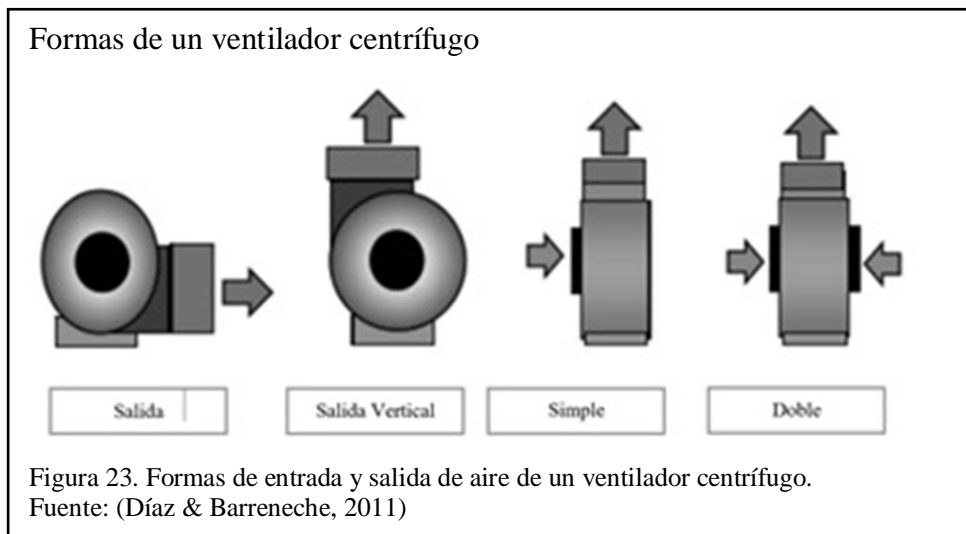 Formas de un ventilador centrífugo
Salida
Salida Vertical
Simple
Doble
Figura 23. Formas de entrada y salida de aire de un ventilador centrífugo.
Fuente: (Díaz & Barreneche, 2011)